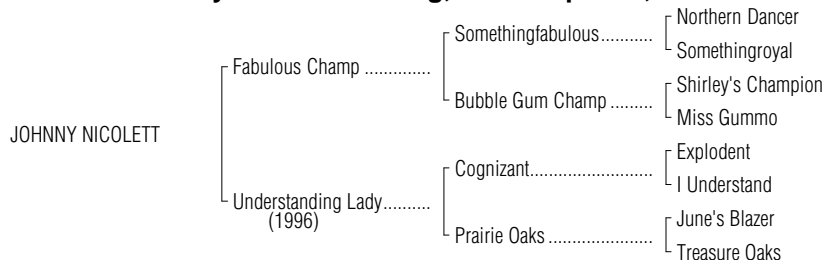 Northern Dancer
Somethingfabulous...........
Somethingroyal
Fabulous Champ ..............
Shirley's Champion
Bubble Gum Champ .........
Miss Gummo
JOHNNY NICOLETT
Explodent
Cognizant..........................
I Understand
Understanding Lady..........
(1996)
June's Blazer
Prairie Oaks ......................
Treasure Oaks